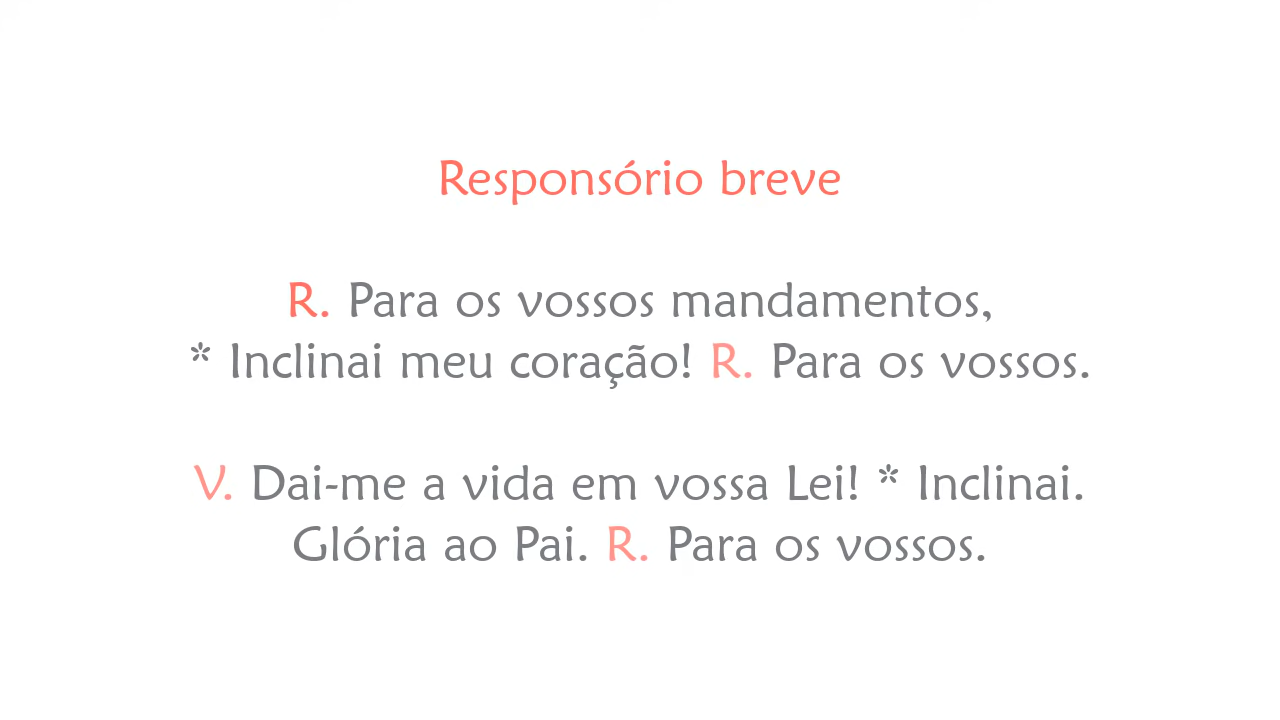 Responsório breve
R. Para os vossos mandamentos,
* Inclinai meu coração! R. Para os vossos.
V. Dai-me a vida em vossa Lei! * Inclinai.
Glória ao Pai. R. Para os vossos.